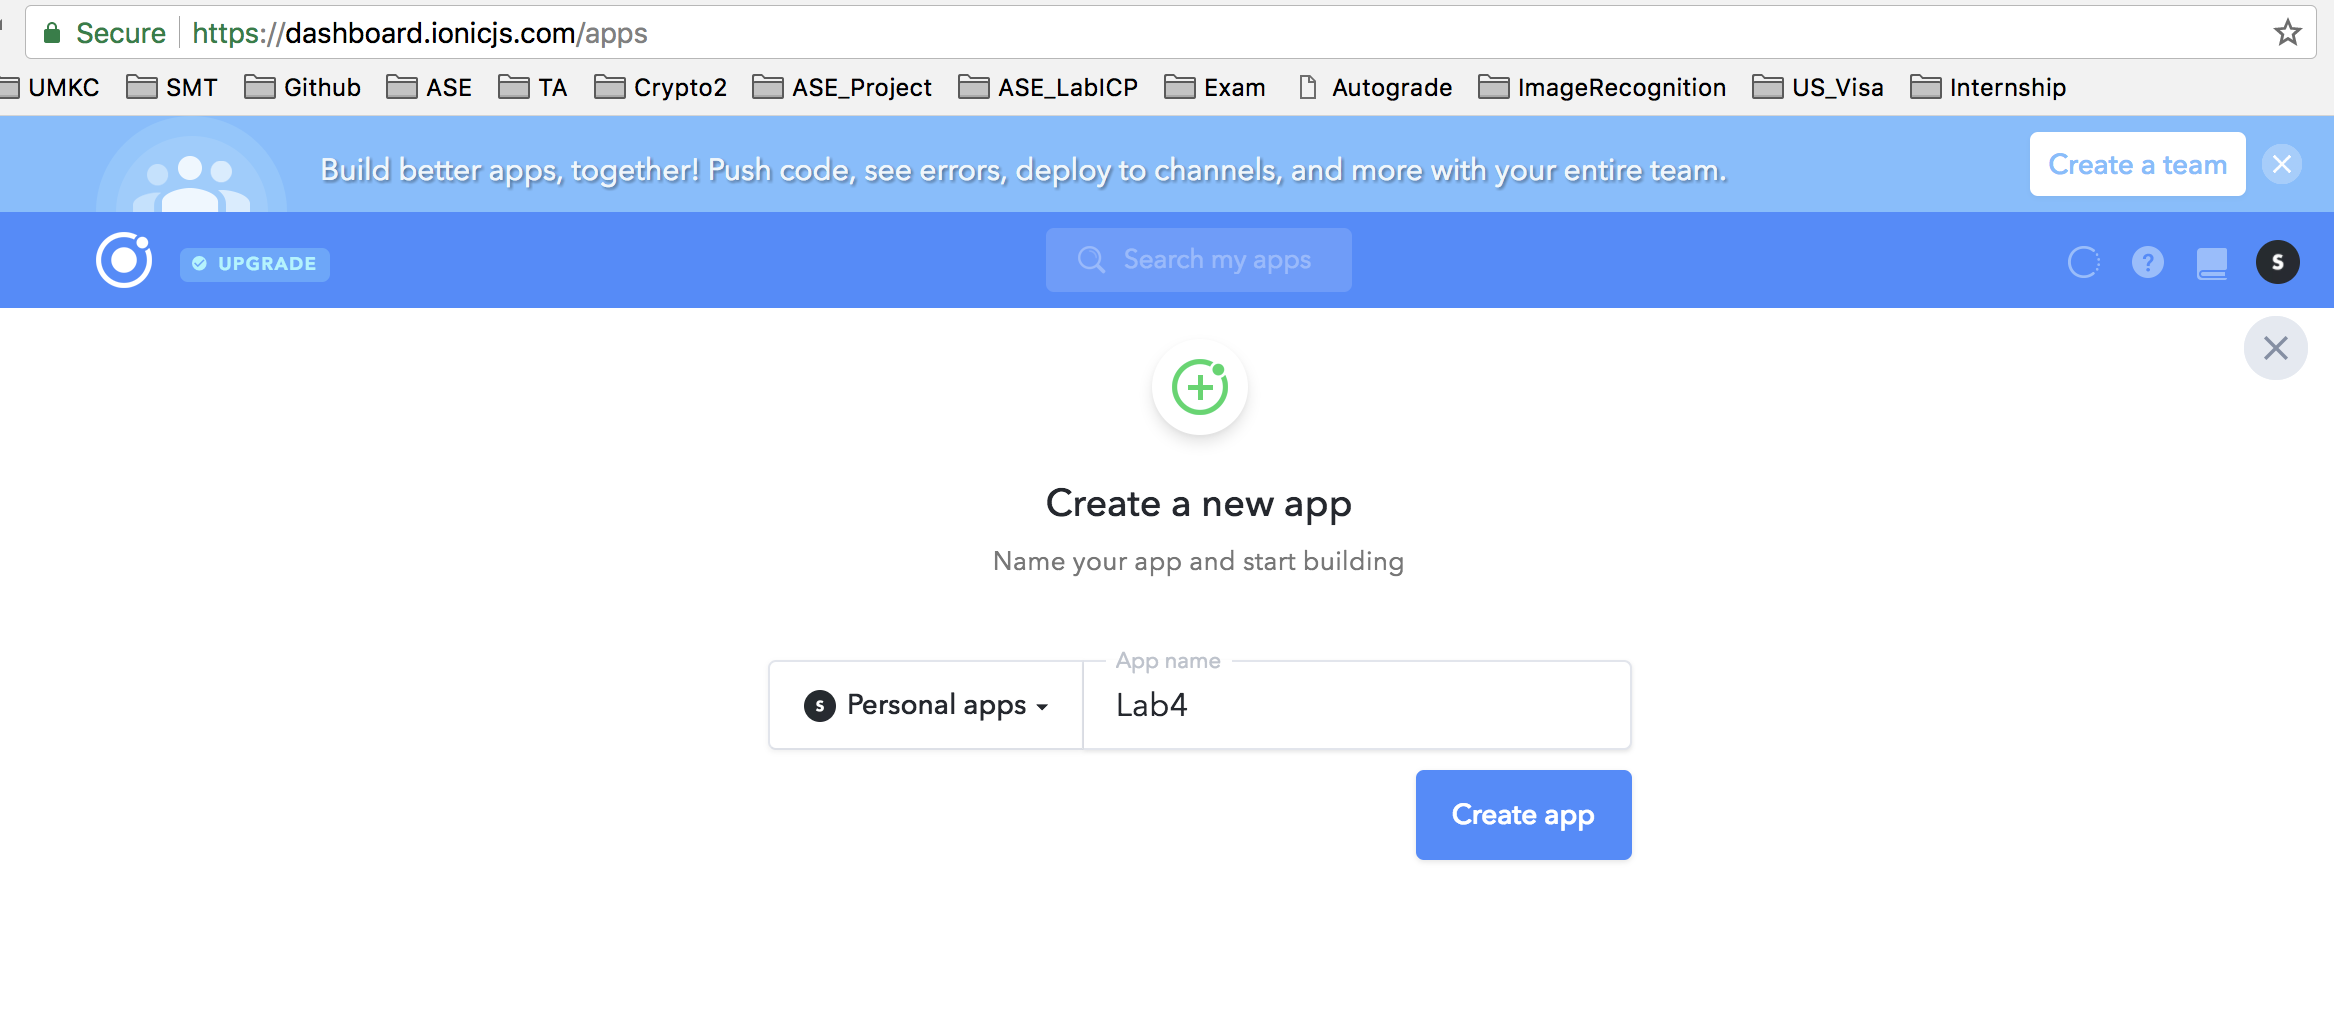 Secure https://dashboard.ionicjs.com/apps
UMKC SMT Github ASE TA Crypto2 ASE_Project ASE_LabICP Exam Autograde ImageRecognition US_Visa Internship
Build better apps, together! Push code, see errors, deploy to channels, and more with your entire team. Create a team
UPGRADE Search my apps ? S
Create a new app
Name your app and start building
App name
S Personal apps Lab4
Create app